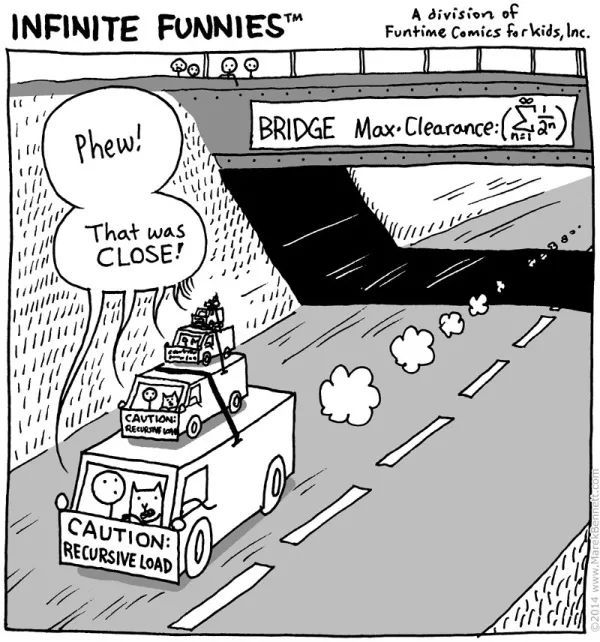 INFINITE FUNNIES™
A division of
Funtime Comics for kids, Inc.
BRIDGE Max. Clearance: (∞∑n=1 1/2ⁿ)
Phew!
That was
CLOSE!
CAUTION:
RECURSIVE LOAD
CAUTION:
RECURSIVE LOAD
©2014 www.MarekBennett.com